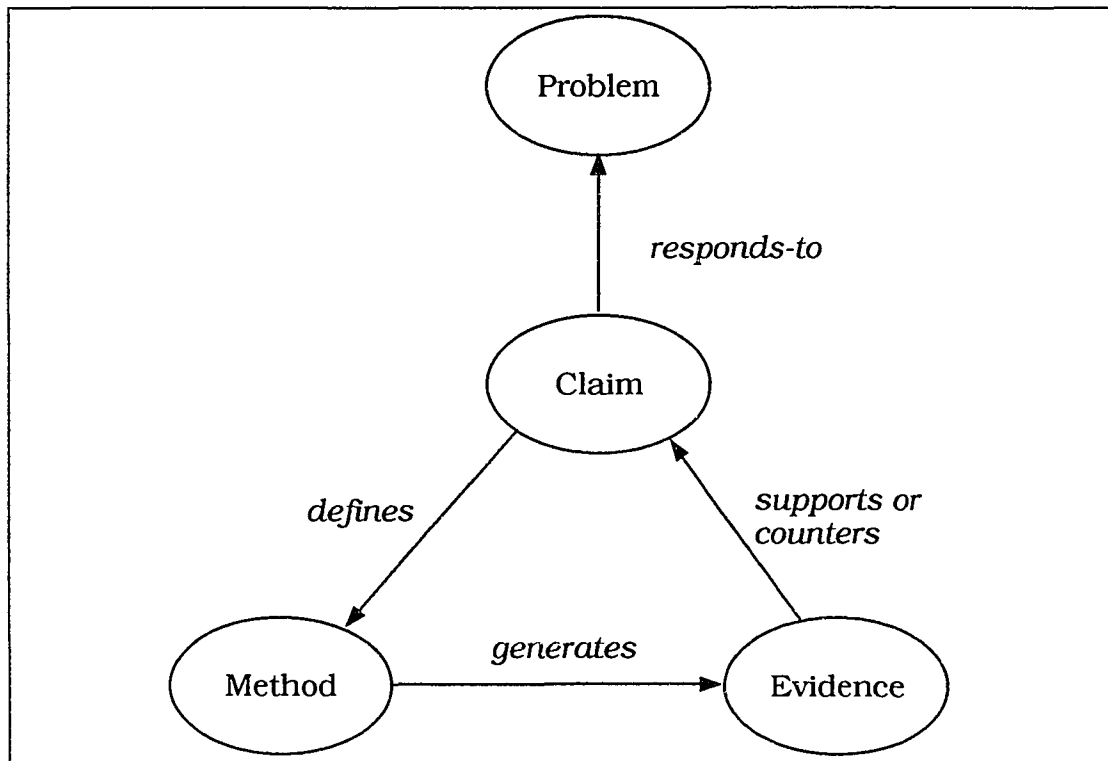 Problem
responds-to
Claim
defines
supports or
counters
generates
Method
Evidence